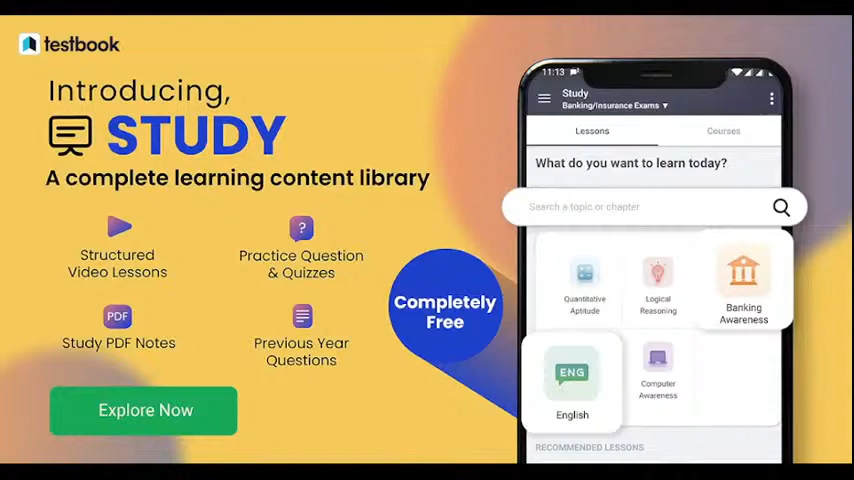 testbook
Introducing,
STUDY
A complete learning content library
?
Structured
Video Lessons
Practice Question
& Quizzes
PDF
Study PDF Notes
Previous Year
Questions
Explore Now
Completely
Free
11:13
Study
Banking/Insurance Exams ▼
Lessons
Courses
What do you want to learn today?
Search a topic or chapter
Quantitative
Aptitude
Logical
Reasoning
Banking
Awareness
ENG
English
Computer
Awareness
RECOMMENDED LESSONS